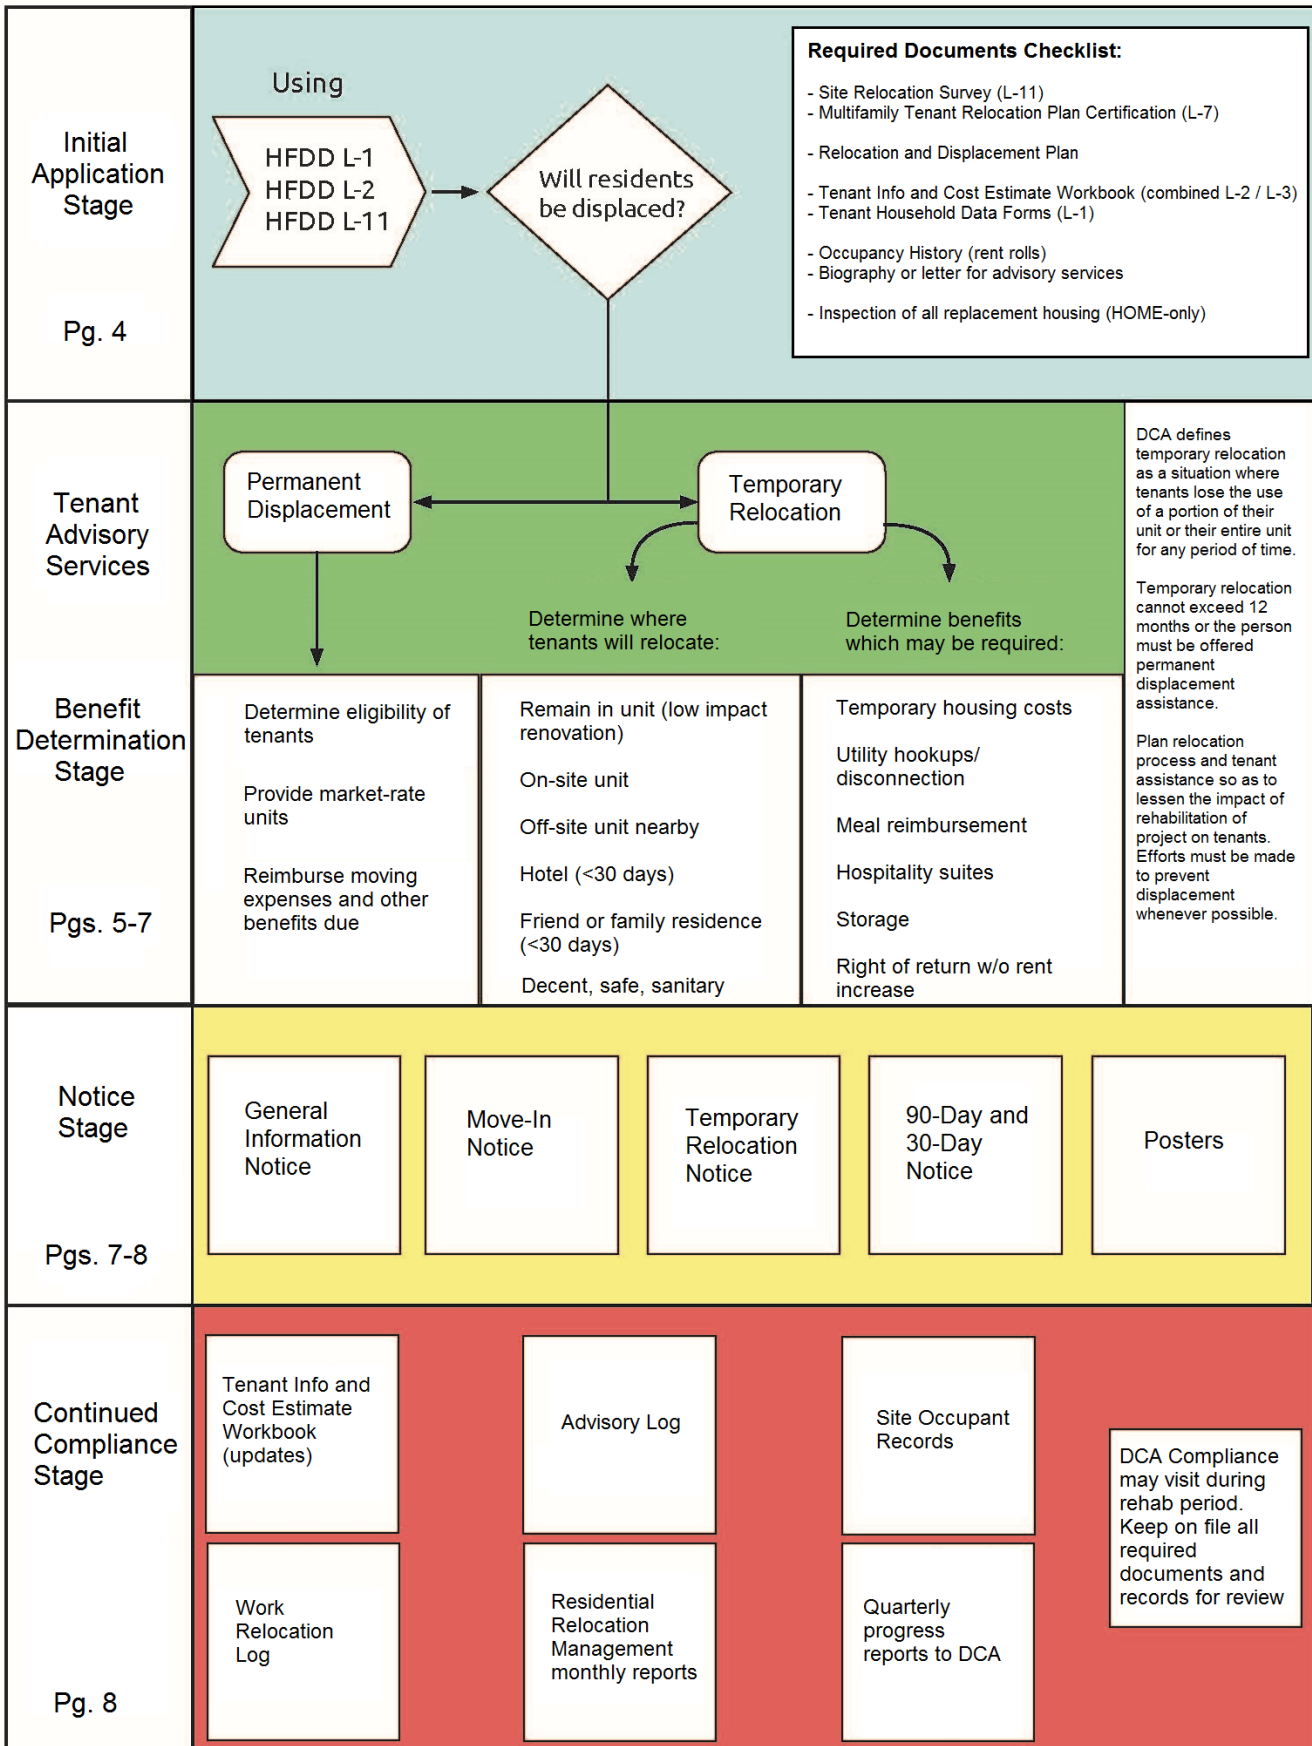 Initial
Application
Stage
Pg. 4
Using
HFDD L-1
HFDD L-2
HFDD L-11
Will residents
be displaced?
Required Documents Checklist:
- Site Relocation Survey (L-11)
- Multifamily Tenant Relocation Plan Certification (L-7)
- Relocation and Displacement Plan
- Tenant Info and Cost Estimate Workbook (combined L-2 / L-3)
- Tenant Household Data Forms (L-1)
- Occupancy History (rent rolls)
- Biography or letter for advisory services
- Inspection of all replacement housing (HOME-only)
Tenant
Advisory
Services
Permanent
Displacement
Temporary
Relocation
Determine where
tenants will relocate:
Determine benefits
which may be required:
DCA defines
temporary relocation
as a situation where
tenants lose the use
of a portion of their
unit or their entire unit
for any period of time.
Temporary relocation
cannot exceed 12
months or the person
must be offered
permanent
displacement
assistance.
Plan relocation
process and tenant
assistance so as to
lessen the impact of
rehabilitation of
project on tenants.
Efforts must be made
to prevent
displacement
whenever possible.
Benefit
Determination
Stage
Pgs. 5-7
Determine eligibility of
tenants
Provide market-rate
units
Reimburse moving
expenses and other
benefits due
Remain in unit (low impact
renovation)
On-site unit
Off-site unit nearby
Hotel (<30 days)
Friend or family residence
(<30 days)
Decent, safe, sanitary
Temporary housing costs
Utility hookups/
disconnection
Meal reimbursement
Hospitality suites
Storage
Right of return w/o rent
increase
Notice
Stage
Pgs. 7-8
General
Information
Notice
Move-In
Notice
Temporary
Relocation
Notice
90-Day and
30-Day
Notice
Posters
Continued
Compliance
Stage
Pg. 8
Tenant Info and
Cost Estimate
Workbook
(updates)
Advisory Log
Site Occupant
Records
Work
Relocation
Log
Residential
Relocation
Management
monthly reports
Quarterly
progress
reports to DCA
DCA Compliance
may visit during
rehab period.
Keep on file all
required
documents and
records for review